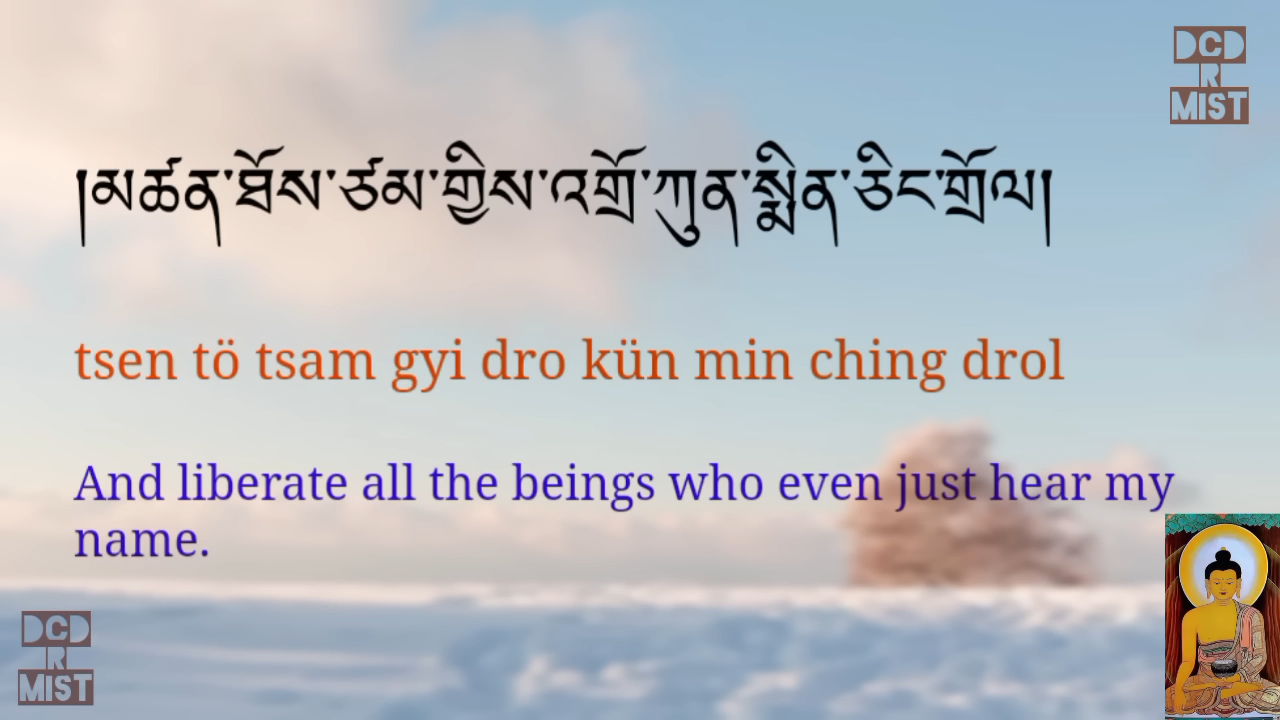 DCD
R
MIST
།མཚན་ཐོས་ཙམ་གྱིས་འགྲོ་ཀུན་སྨིན་ཅིང་གྲོལ།
tsen tö tsam gyi dro kün min ching drol
And liberate all the beings who even just hear my
name.
DCD
R
MIST